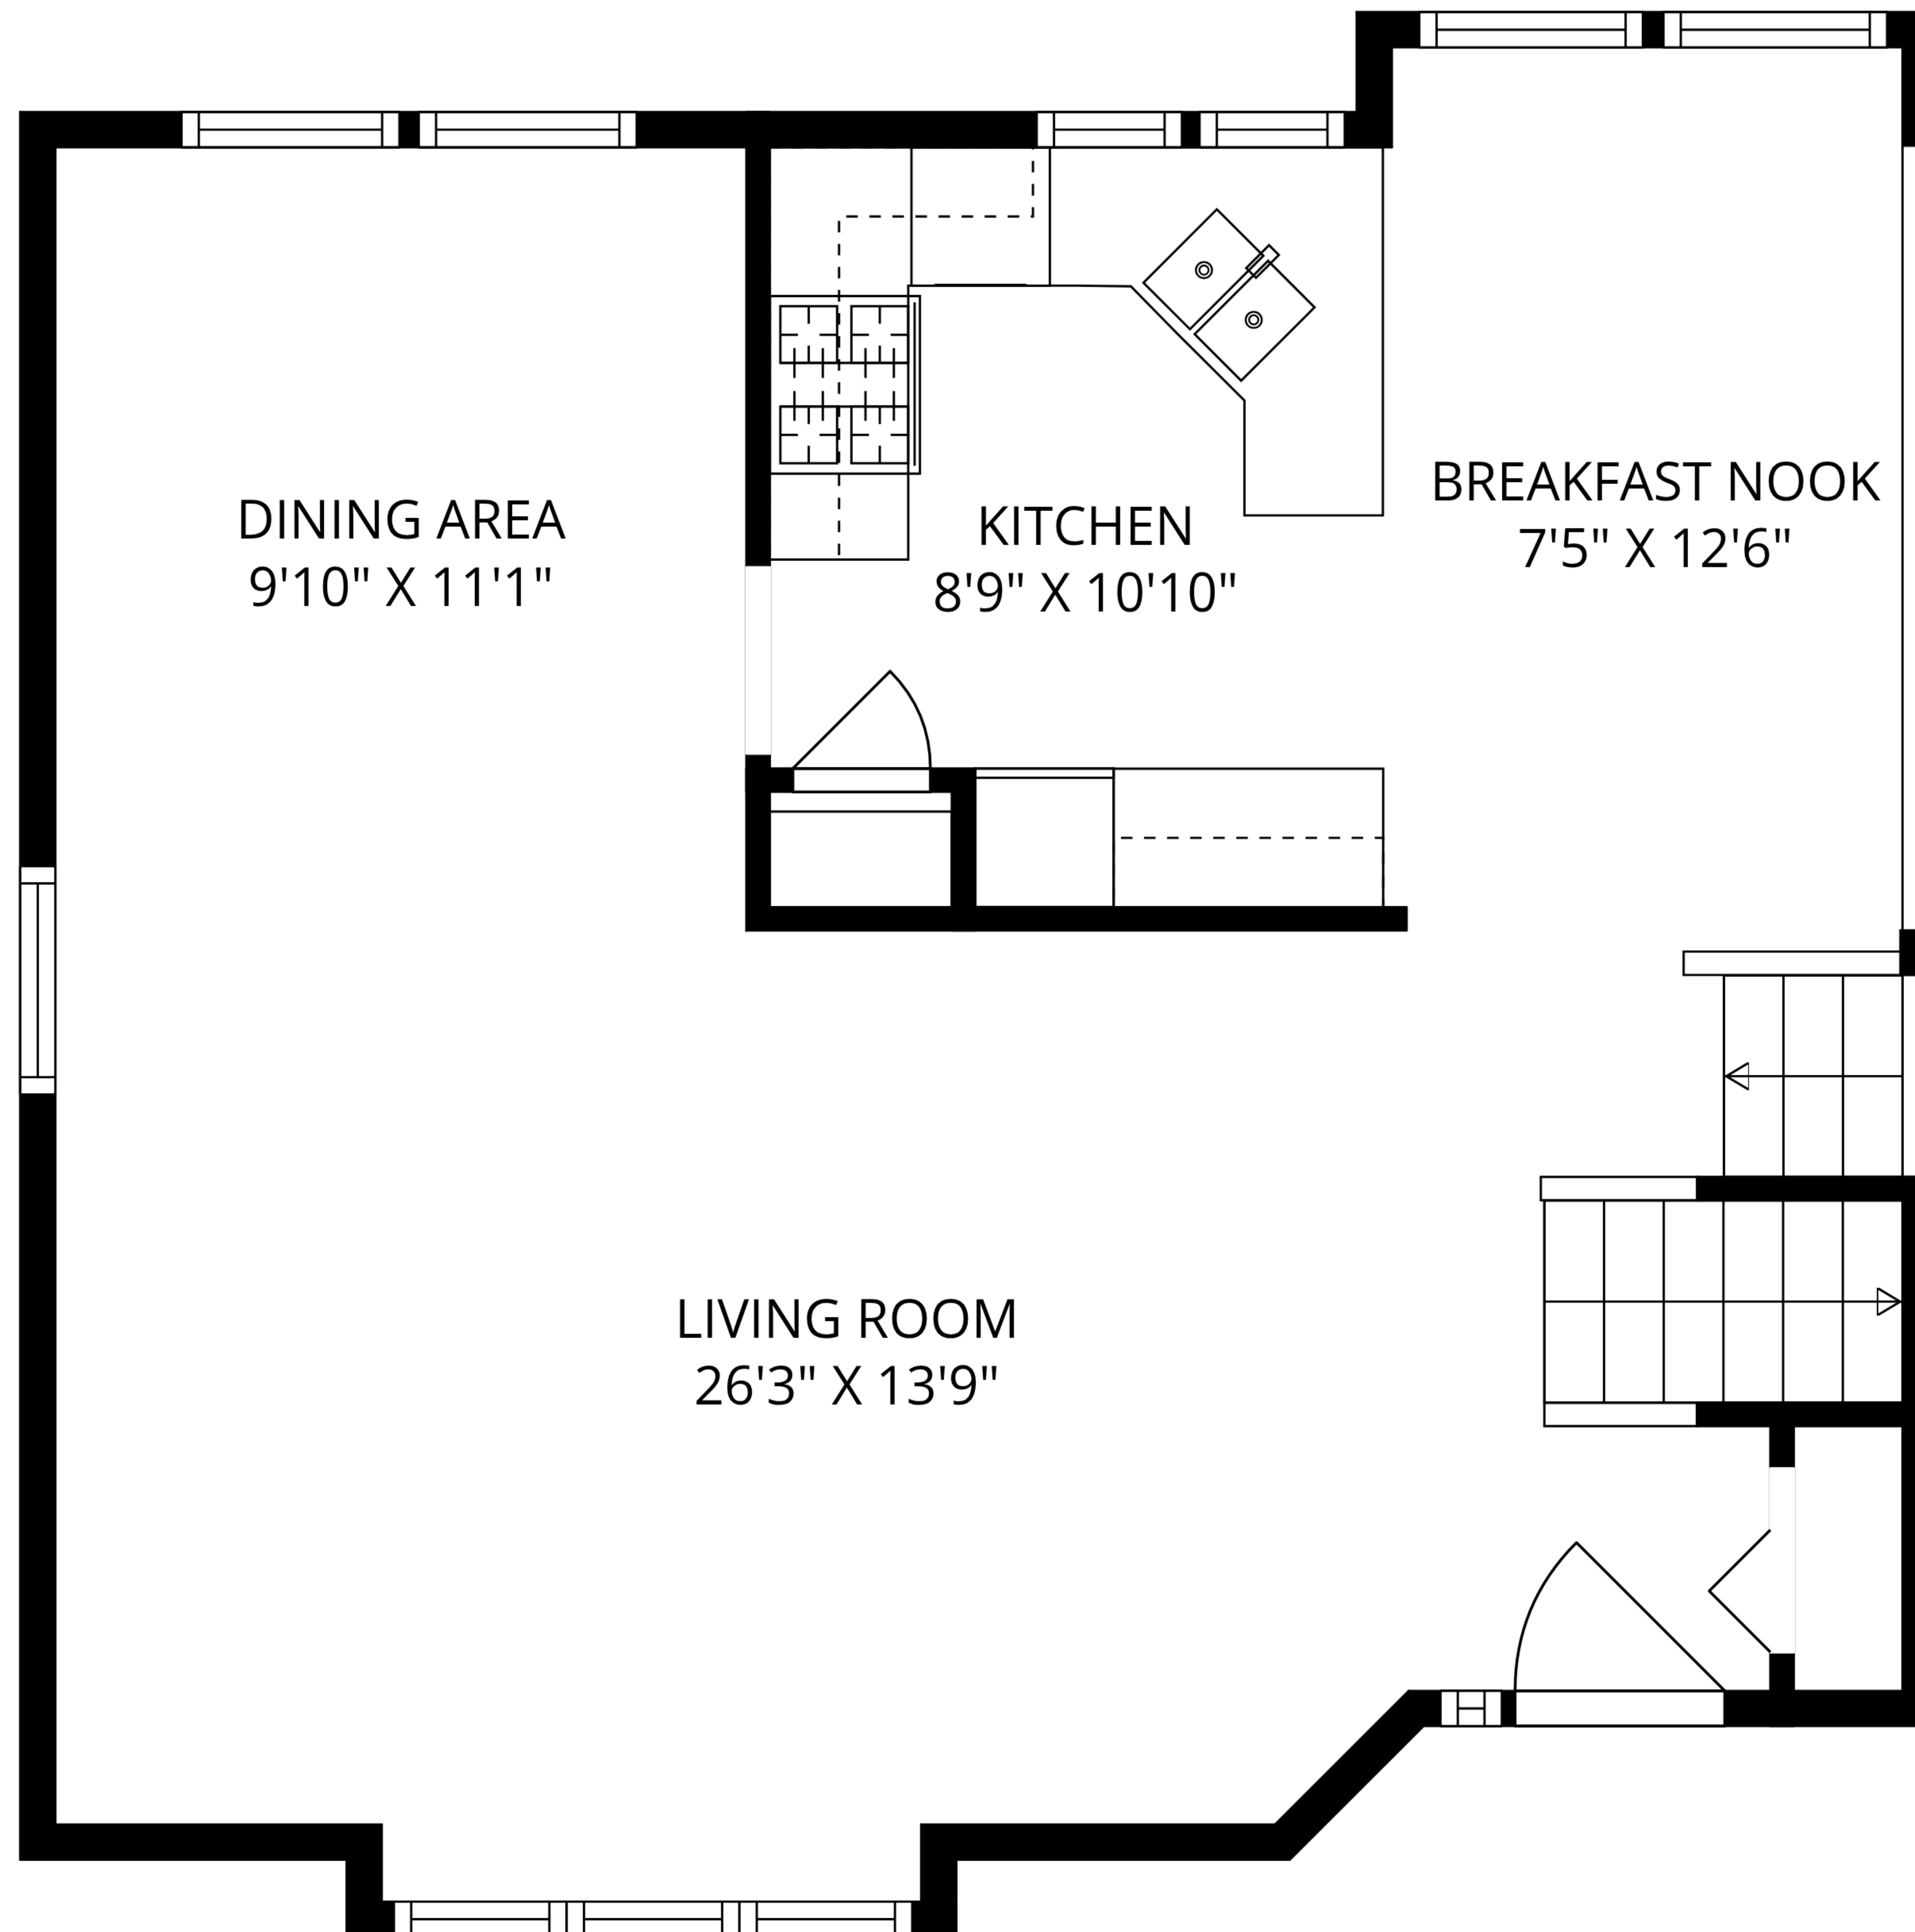 DINING AREA
9'10" X 11'1"
KITCHEN
8'9" X 10'10"
BREAKFAST NOOK
7'5" X 12'6"
LIVING ROOM
26'3" X 13'9"